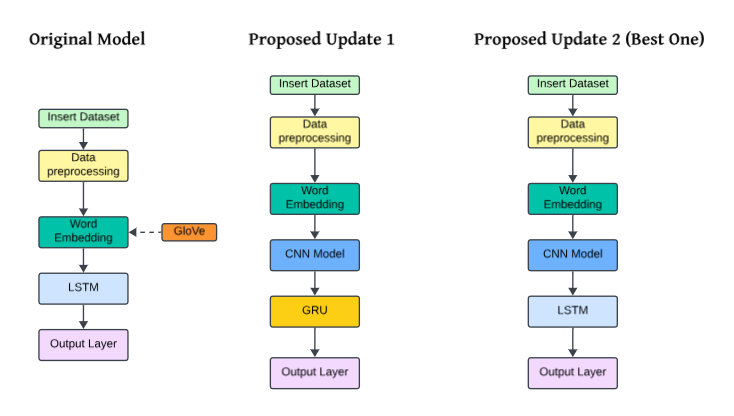 Original Model
Insert Dataset
Data
preprocessing
Word
Embedding
GloVe
LSTM
Output Layer
Proposed Update 1
Insert Dataset
Data
preprocessing
Word
Embedding
CNN Model
GRU
Output Layer
Proposed Update 2 (Best One)
Insert Dataset
Data
preprocessing
Word
Embedding
CNN Model
LSTM
Output Layer